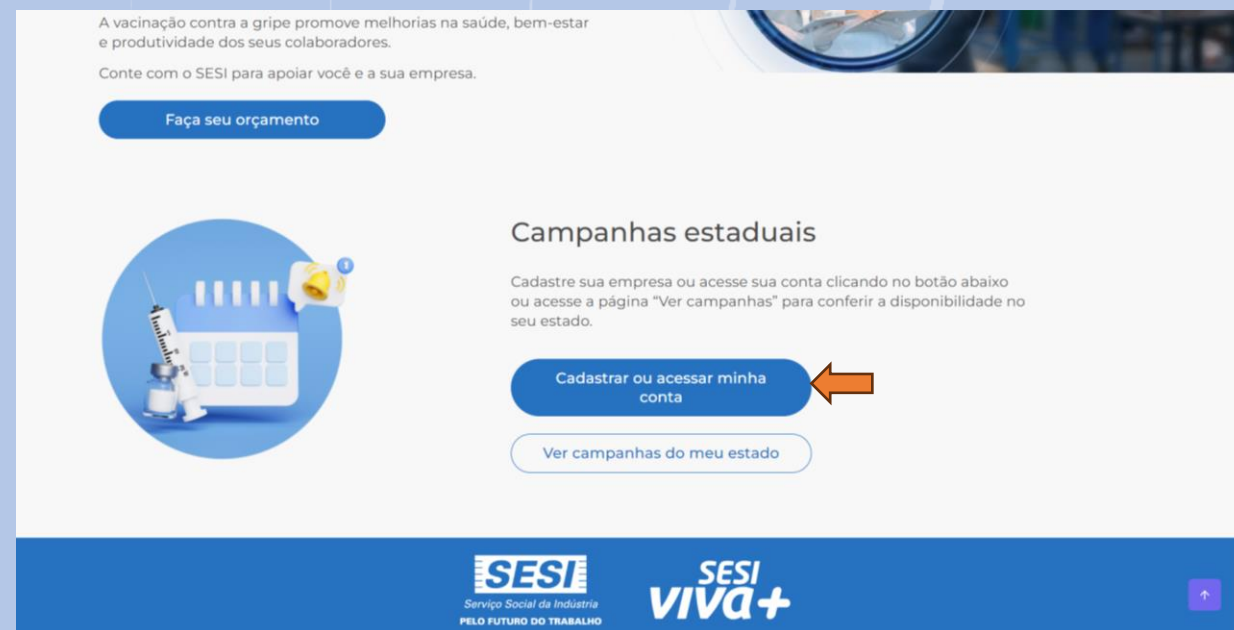 A vacinação contra a gripe promove melhorias na saúde, bem-estar
e produtividade dos seus colaboradores.
Conte com o SESI para apoiar você e a sua empresa.
Faça seu orçamento
1
Campanhas estaduais
Cadastre sua empresa ou acesse sua conta clicando no botão abaixo
ou acesse a página “Ver campanhas” para conferir a disponibilidade no
seu estado.
Cadastrar ou acessar minha
conta
Ver campanhas do meu estado
SESI
Serviço Social da Indústria
PELO FUTURO DO TRABALHO
SESI
VIVa+